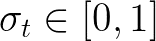 σ_t ∈ [0, 1]